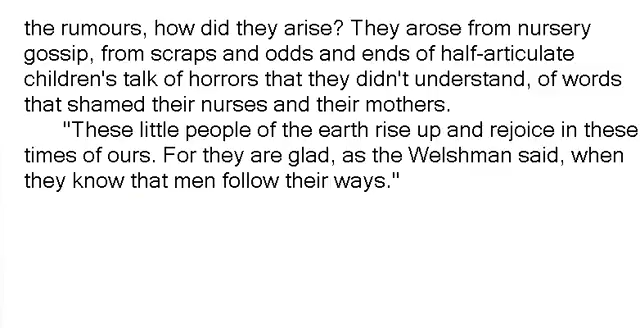 the rumours, how did they arise? They arose from nursery
gossip, from scraps and odds and ends of half-articulate
children's talk of horrors that they didn't understand, of words
that shamed their nurses and their mothers.
"These little people of the earth rise up and rejoice in these
times of ours. For they are glad, as the Welshman said, when
they know that men follow their ways."